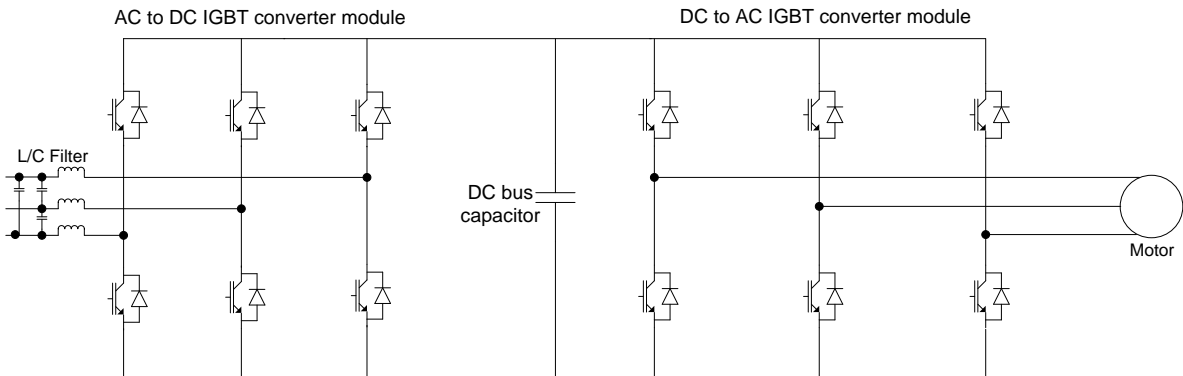 AC to DC IGBT converter module
DC to AC IGBT converter module
L/C Filter
DC bus
capacitor
Motor